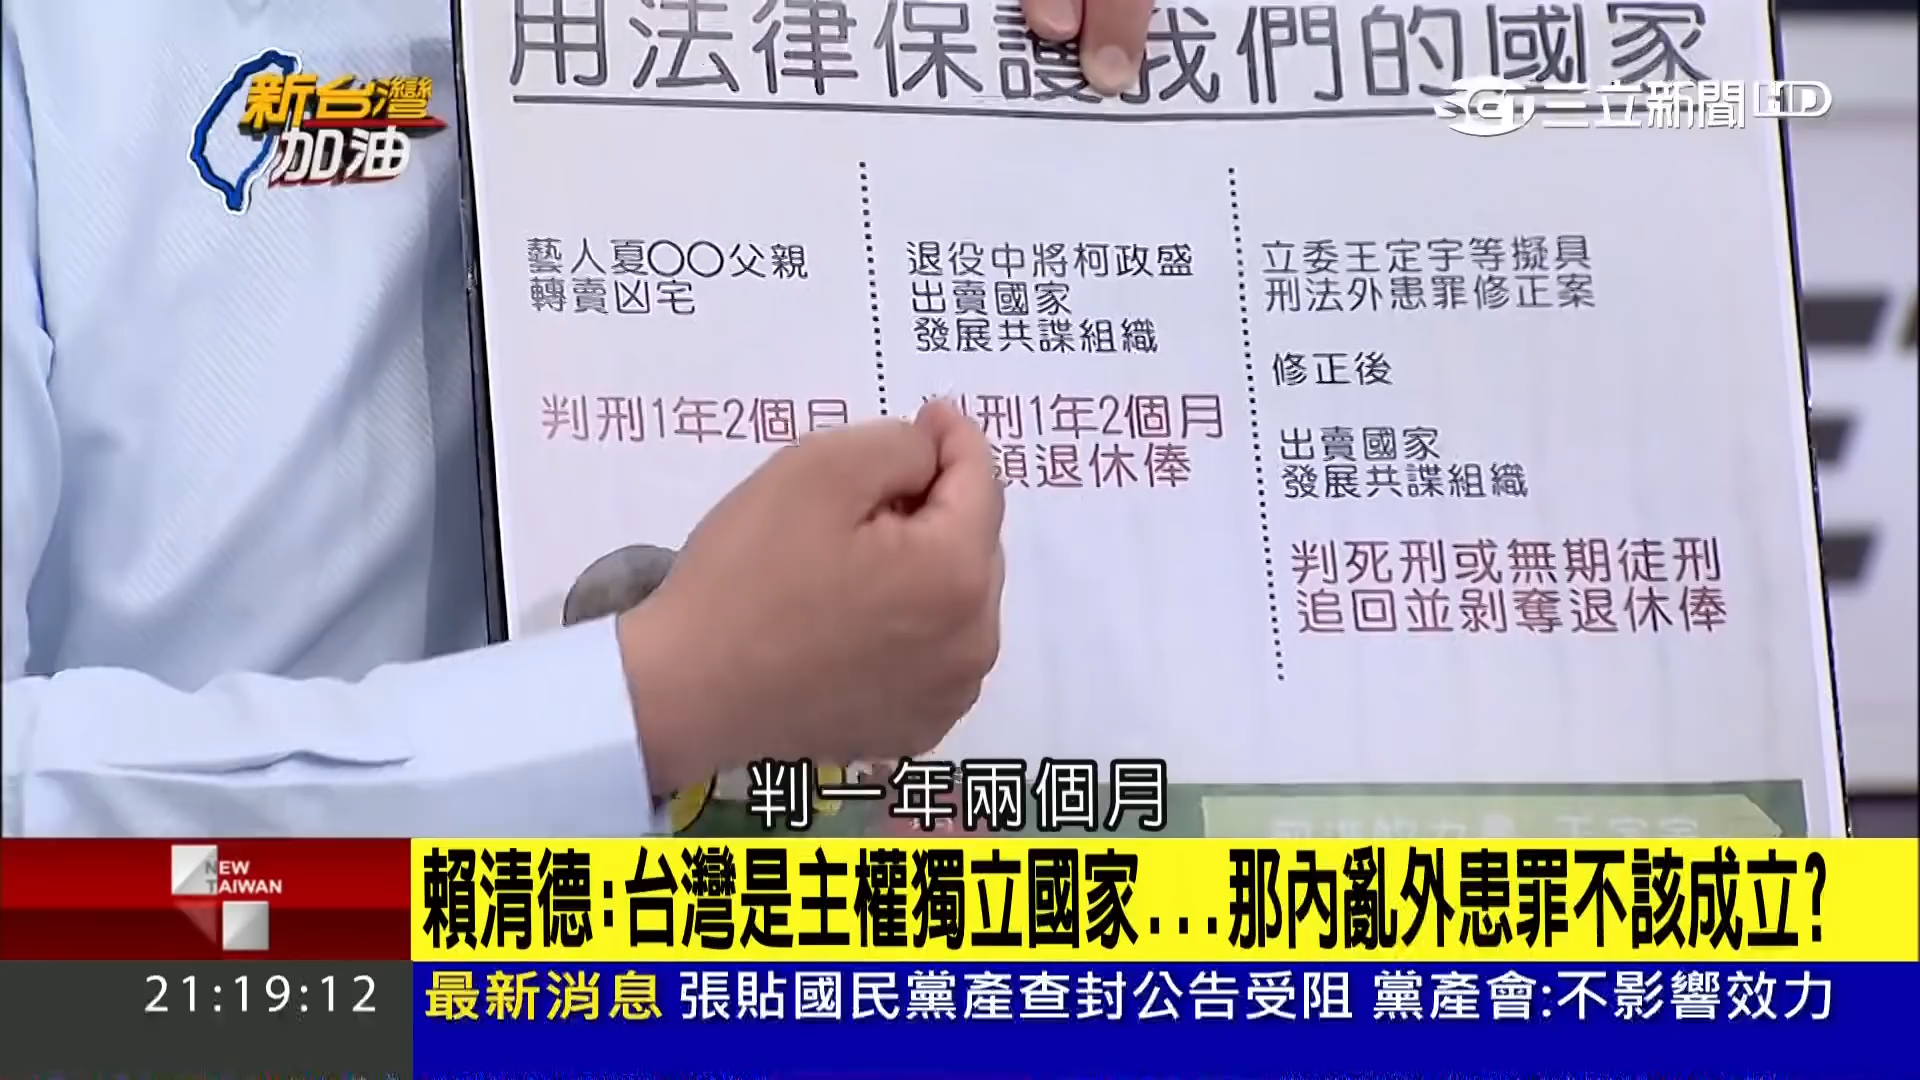 用法律保護我們的國家
新台灣
加油
三立新聞HD
藝人夏〇〇父親
轉賣凶宅
判刑1年2個月
退役中將柯政盛
出賣國家
發展共諜組織
判刑1年2個月
領退休俸
立委王定宇等擬具
刑法外患罪修正案
修正後
出賣國家
發展共諜組織
判死刑或無期徒刑
追回並剝奪退休俸
判一年兩個月
NEW
TAIWAN
賴清德:台灣是主權獨立國家...那內亂外患罪不該成立?
21:19:12
最新消息 張貼國民黨產查封公告受阻 黨產會:不影響效力